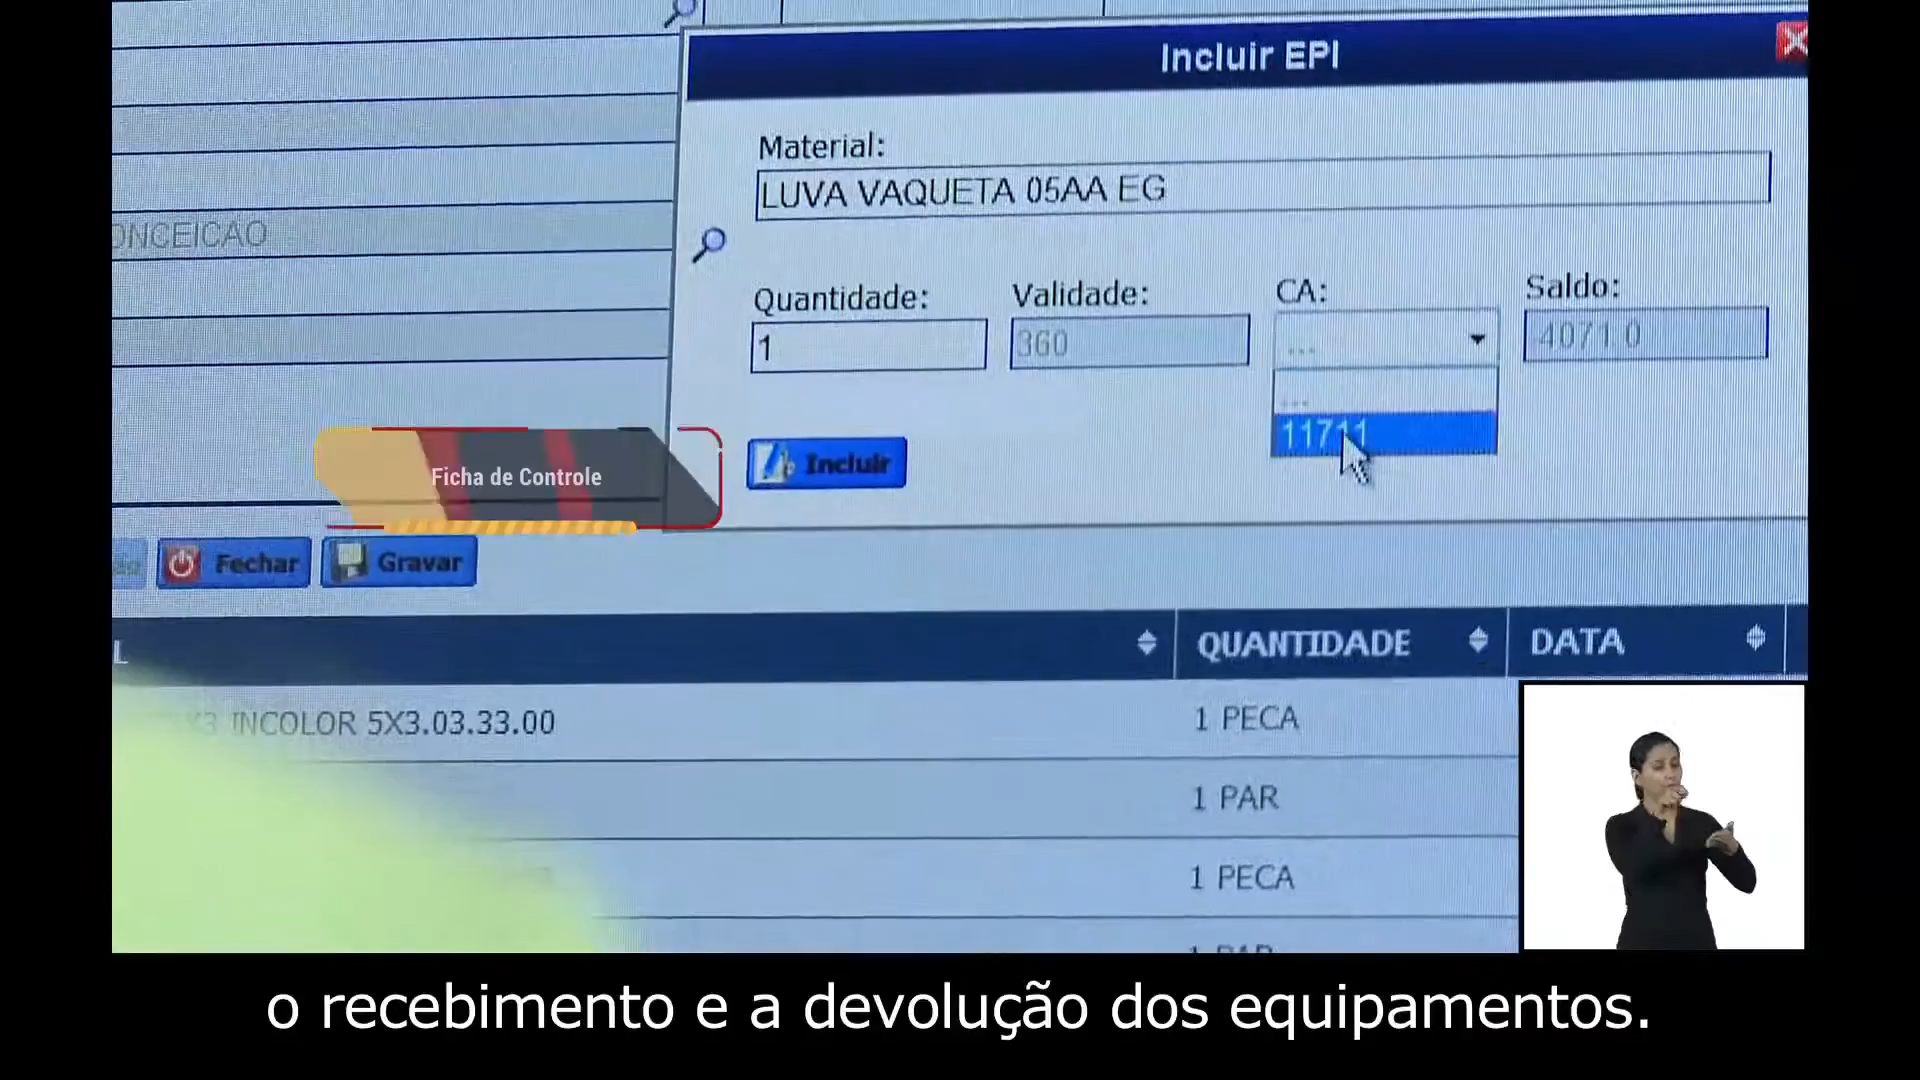 Incluir EPI
Material:
LUVA VAQUETA 05AA EG
ONCEICAO
Quantidade:
Validade:
CA:
Saldo:
1
360
...
4071.0
...
11711
Incluir
Ficha de Controle
Fechar
Gravar
L
QUANTIDADE
DATA
INCOLOR 5X3.03.33.00
1 PECA
1 PAR
1 PECA
1 PAR
o recebimento e a devolução dos equipamentos.